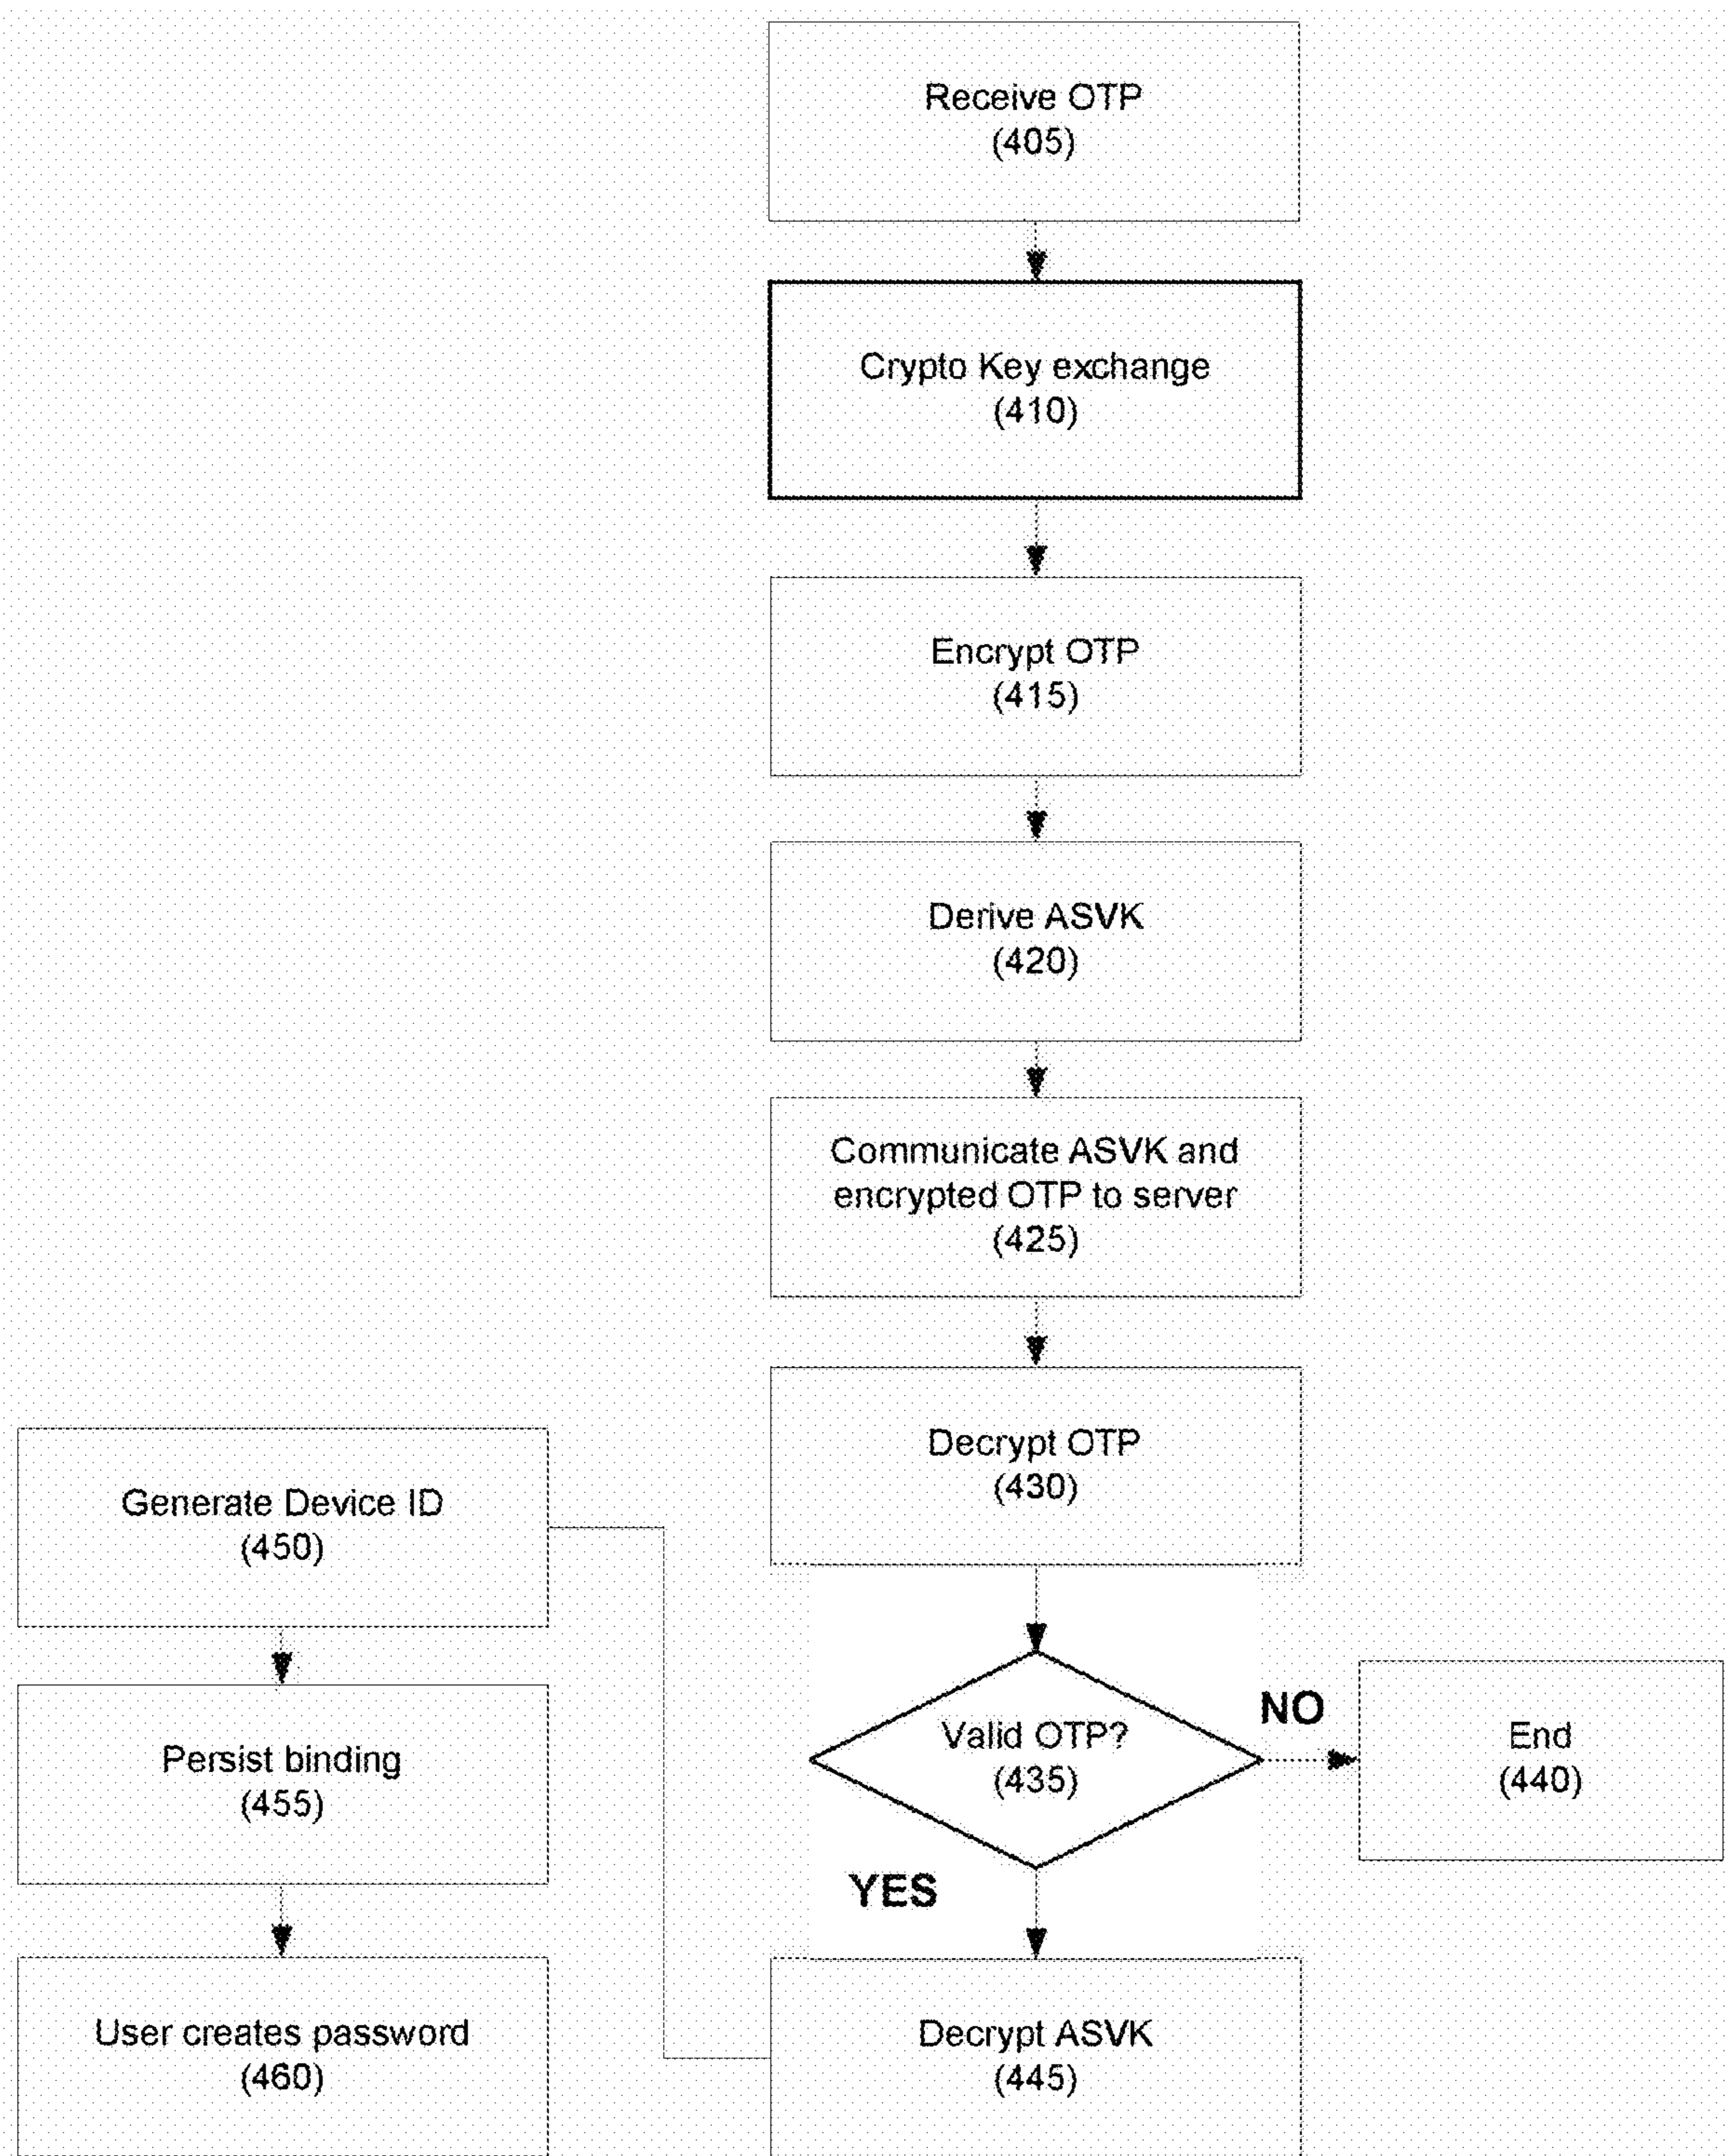 Receive OTP
(405)
Crypto Key exchange
(410)
Encrypt OTP
(415)
Derive ASVK
(420)
Communicate ASVK and
encrypted OTP to server
(425)
Decrypt OTP
(430)
Valid OTP?
(435)
NO
End
(440)
YES
Decrypt ASVK
(445)
Generate Device ID
(450)
Persist binding
(455)
User creates password
(460)